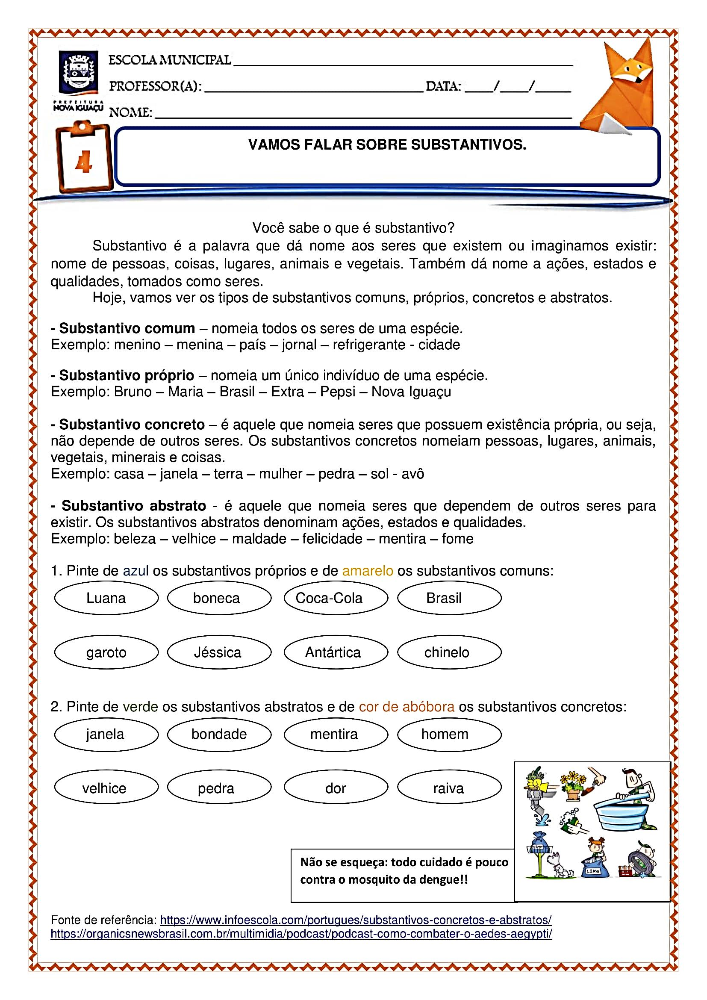 ESCOLA MUNICIPAL
PROFESSOR(A): DATA: / /
PREFEITURA
NOVA IGUAÇU
NOME:
4
VAMOS FALAR SOBRE SUBSTANTIVOS.
Você sabe o que é substantivo?
Substantivo é a palavra que dá nome aos seres que existem ou imaginamos existir:
nome de pessoas, coisas, lugares, animais e vegetais. Também dá nome a ações, estados e
qualidades, tomados como seres.
Hoje, vamos ver os tipos de substantivos comuns, próprios, concretos e abstratos.
- Substantivo comum – nomeia todos os seres de uma espécie.
Exemplo: menino – menina – país – jornal – refrigerante - cidade
- Substantivo próprio – nomeia um único indivíduo de uma espécie.
Exemplo: Bruno – Maria – Brasil – Extra – Pepsi – Nova Iguaçu
- Substantivo concreto – é aquele que nomeia seres que possuem existência própria, ou seja,
não depende de outros seres. Os substantivos concretos nomeiam pessoas, lugares, animais,
vegetais, minerais e coisas.
Exemplo: casa – janela – terra – mulher – pedra – sol - avô
- Substantivo abstrato - é aquele que nomeia seres que dependem de outros seres para
existir. Os substantivos abstratos denominam ações, estados e qualidades.
Exemplo: beleza – velhice – maldade – felicidade – mentira – fome
1. Pinte de azul os substantivos próprios e de amarelo os substantivos comuns:
Luana boneca Coca-Cola Brasil
garoto Jéssica Antártica chinelo
2. Pinte de verde os substantivos abstratos e de cor de abóbora os substantivos concretos:
janela bondade mentira homem
velhice pedra dor raiva
LIXO
Não se esqueça: todo cuidado é pouco
contra o mosquito da dengue!!
Fonte de referência: https://www.infoescola.com/portugues/substantivos-concretos-e-abstratos/
https://organicsnewsbrasil.com.br/multimidia/podcast/podcast-como-combater-o-aedes-aegypti/